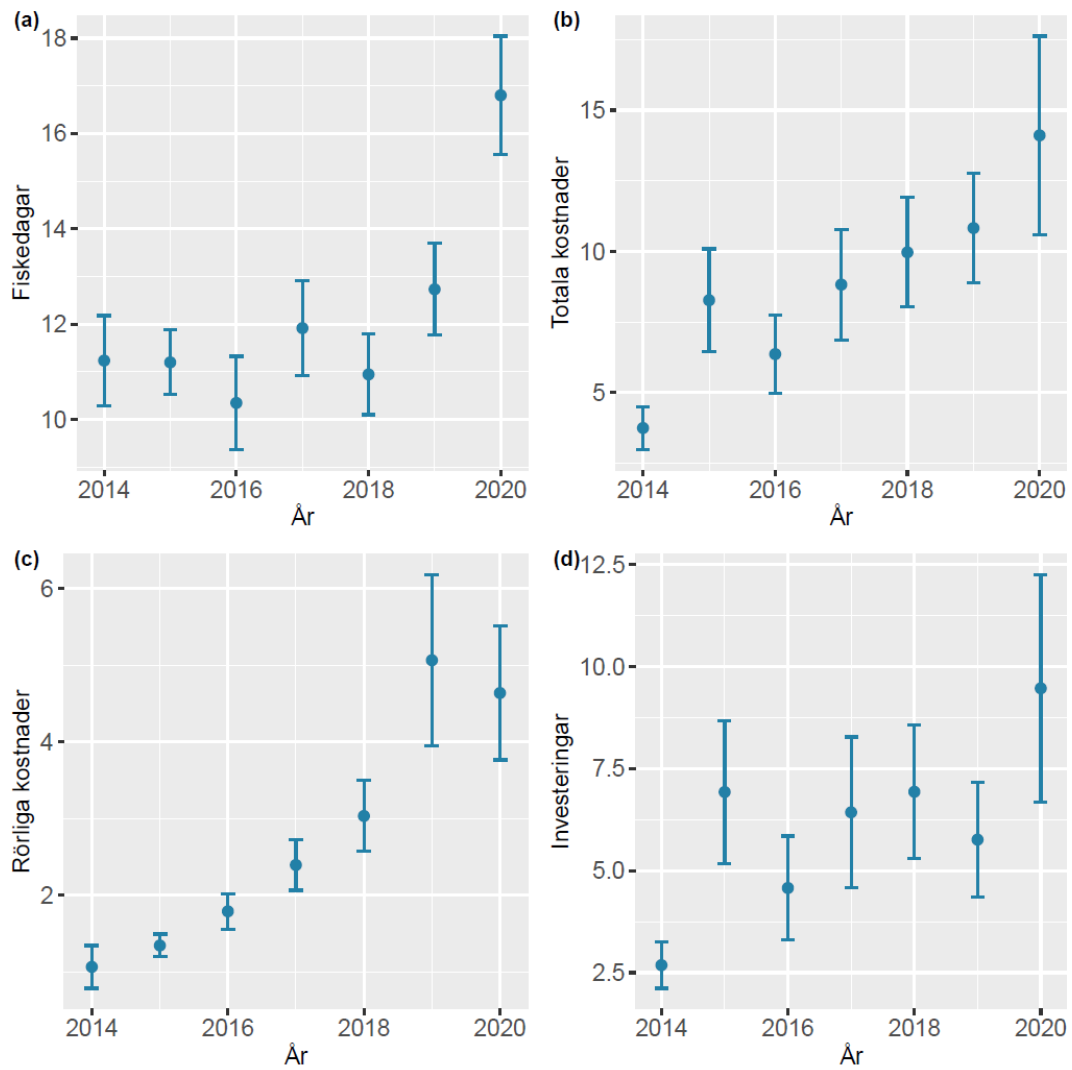 (a)
18
16
14
12
10
Fiskedagar
2014 2016 2018 2020
År
(b)
15
10
5
Totala kostnader
2014 2016 2018 2020
År
(c)
6
4
2
Rörliga kostnader
2014 2016 2018 2020
År
(d)
12.5
10.0
7.5
5.0
2.5
Investeringar
2014 2016 2018 2020
År